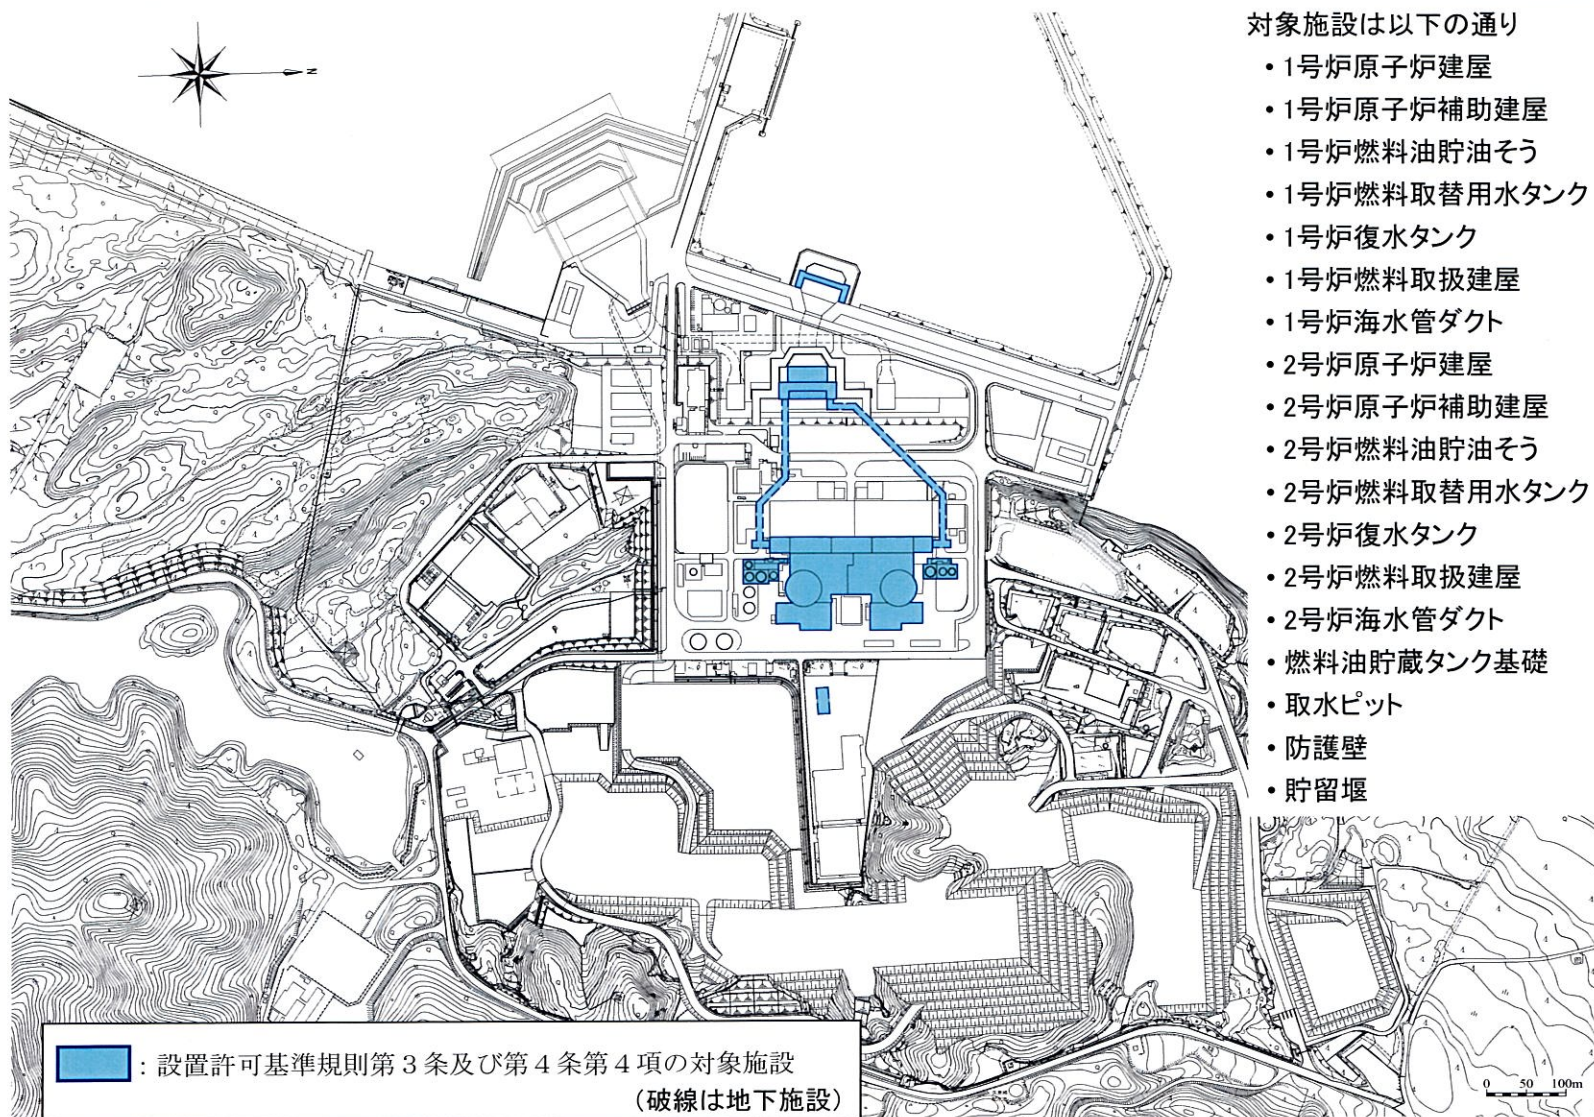 N
対象施設は以下の通り
・1号炉原子炉建屋
・1号炉原子炉補助建屋
・1号炉燃料油貯油そう
・1号炉燃料取替用水タンク
・1号炉復水タンク
・1号炉燃料取扱建屋
・1号炉海水管ダクト
・2号炉原子炉建屋
・2号炉原子炉補助建屋
・2号炉燃料油貯油そう
・2号炉燃料取替用水タンク
・2号炉復水タンク
・2号炉燃料取扱建屋
・2号炉海水管ダクト
・燃料油貯蔵タンク基礎
・取水ピット
・防護壁
・貯留堰
：設置許可基準規則第３条及び第４条第４項の対象施設
(破線は地下施設)
0 50 100m